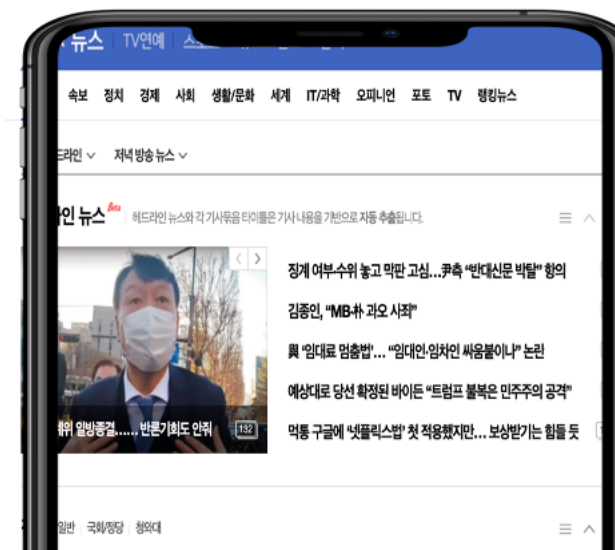 뉴스 TV연예
속보 정치 경제 사회 생활/문화 세계 IT/과학 오피니언 포토 TV 랭킹뉴스
드라인 저녁 방송 뉴스
인 뉴스 Beta 헤드라인 뉴스와 각 기사묶음 타이틀은 기사 내용을 기반으로 자동 추출됩니다.
징계 여부·수위 놓고 막판 고심…尹측 “반대신문 박탈” 항의
김종인, “MB·朴 과오 사죄”
與 ‘임대료 멈춤법’… “임대인·임차인 싸움붙이나” 논란
예상대로 당선 확정된 바이든 “트럼프 불복은 민주주의 공격”
먹통 구글에 ‘넷플릭스법’ 첫 적용했지만… 보상받기는 힘들 듯
일방종결…… 반론기회도 안줘 132
일반 국회/정당 청와대